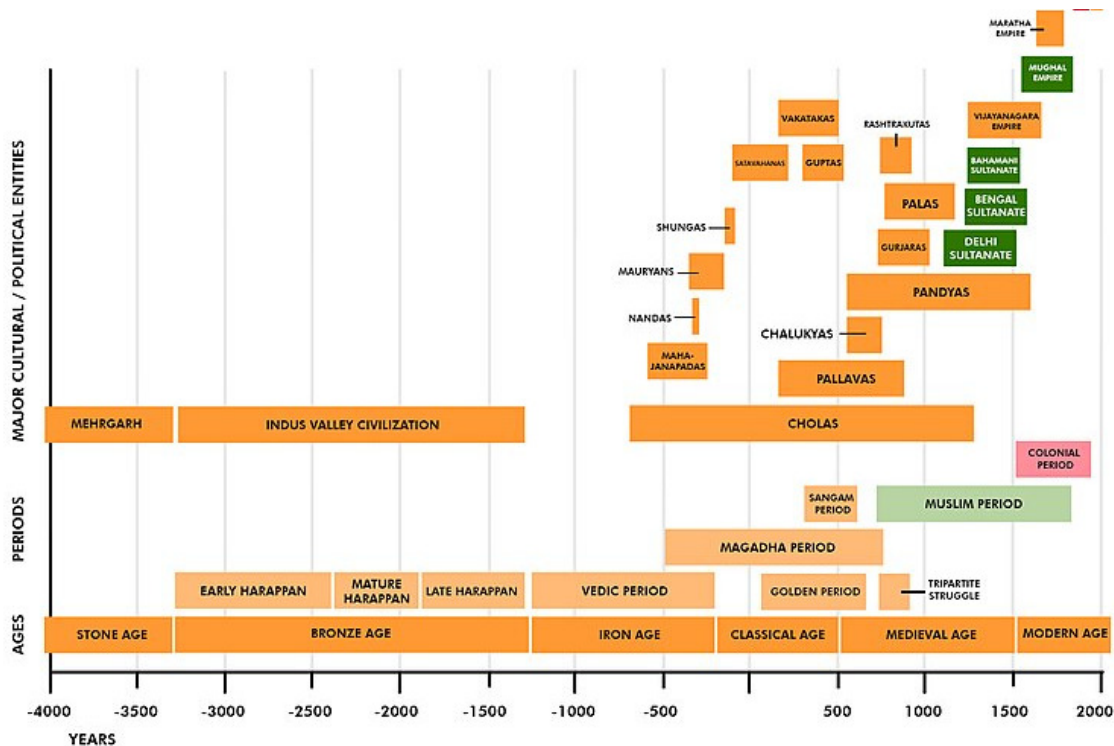 MARATHA
EMPIRE
MUGHAL
EMPIRE
VAKATAKAS
RASHTRAKUTAS
VIJAYANAGARA
EMPIRE
SATAVAHANAS
GUPTAS
BAHAMANI
SULTANATE
PALAS
BENGAL
SULTANATE
SHUNGAS
GURJARAS
DELHI
SULTANATE
MAURYANS
PANDYAS
NANDAS
CHALUKYAS
MAHA-
JANAPADAS
PALLAVAS
MEHRGARH
INDUS VALLEY CIVILIZATION
CHOLAS
MAJOR CULTURAL / POLITICAL ENTITIES
COLONIAL
PERIOD
SANGAM
PERIOD
MUSLIM PERIOD
MAGADHA PERIOD
PERIODS
EARLY HARAPPAN
MATURE
HARAPPAN
LATE HARAPPAN
VEDIC PERIOD
GOLDEN PERIOD
TRIPARTITE
STRUGGLE
AGES
STONE AGE
BRONZE AGE
IRON AGE
CLASSICAL AGE
MEDIEVAL AGE
MODERN AGE
-4000 -3500 -3000 -2500 -2000 -1500 -1000 -500 500 1000 1500 2000
YEARS